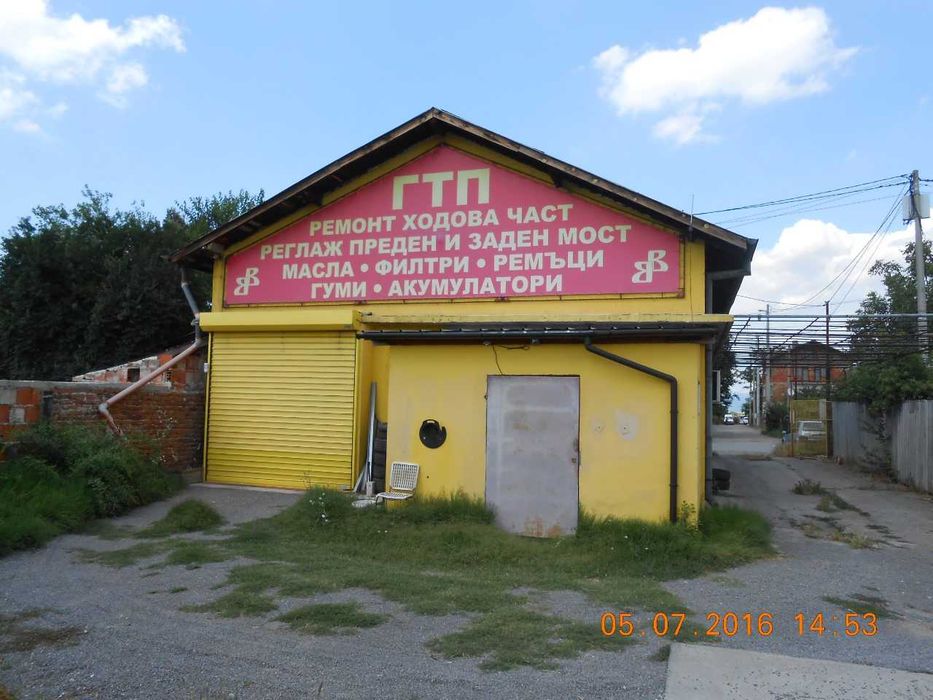 ГТП
РЕМОНТ ХОДОВА ЧАСТ
РЕГЛАЖ ПРЕДЕН И ЗАДЕН МОСТ
МАСЛА • ФИЛТРИ • РЕМЪЦИ
ГУМИ • АКУМУЛАТОРИ
05.07.2016 14:53